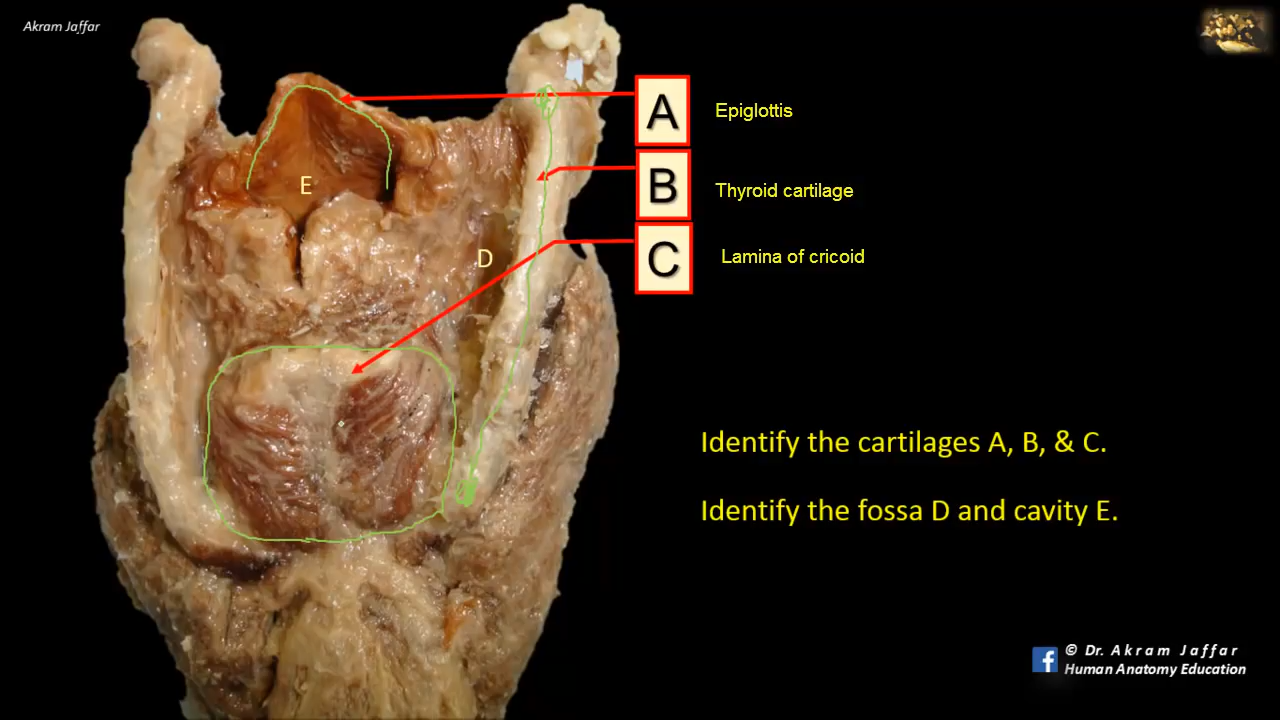 Akram Jaffar
A Epiglottis
B Thyroid cartilage
C Lamina of cricoid
E
D
Identify the cartilages A, B, & C.
Identify the fossa D and cavity E.
f © Dr. Akram Jaffar
Human Anatomy Education